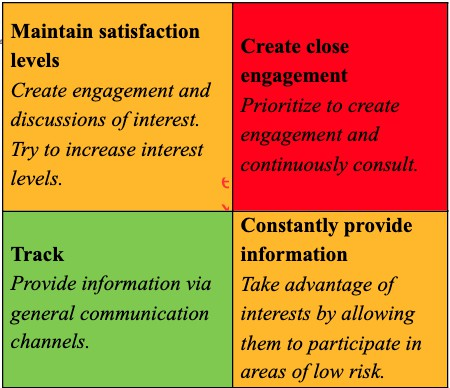 Maintain satisfaction
levels
Create engagement and
discussions of interest.
Try to increase interest
levels.
Create close
engagement
Prioritize to create
engagement and
continuously consult.
Track
Provide information via
general communication
channels.
Constantly provide
information
Take advantage of
interests by allowing
them to participate in
areas of low risk.